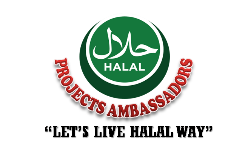 حلال
HALAL
PROJECTS AMBASSADORS
"LET'S LIVE HALAL WAY"